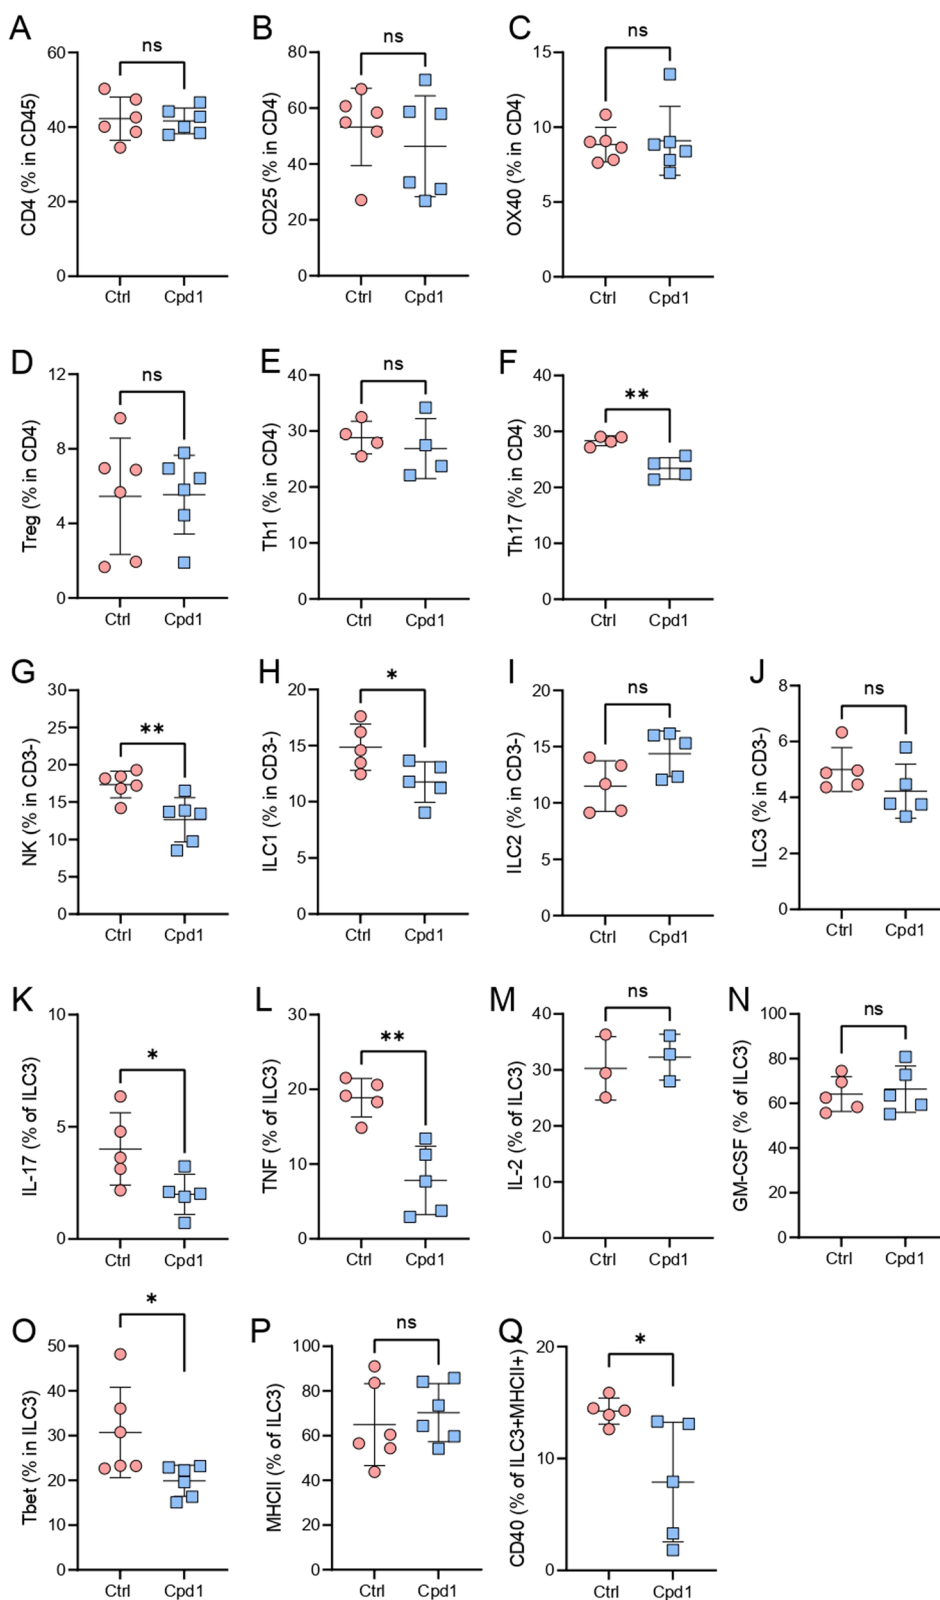 A
CD4 (% in CD45)
60
40
20
0
ns
Ctrl
Cpd1
B
CD25 (% in CD4)
80
60
40
20
0
ns
Ctrl
Cpd1
C
OX40 (% in CD4)
15
10
5
0
ns
Ctrl
Cpd1
D
Treg (% in CD4)
12
8
4
0
ns
Ctrl
Cpd1
E
Th1 (% in CD4)
40
30
20
10
0
ns
Ctrl
Cpd1
F
Th17 (% in CD4)
40
30
20
10
0
**
Ctrl
Cpd1
G
NK (% in CD3-)
30
25
20
15
10
5
0
**
Ctrl
Cpd1
H
ILC1 (% in CD3-)
20
15
10
5
0
*
Ctrl
Cpd1
I
ILC2 (% in CD3-)
20
15
10
5
0
ns
Ctrl
Cpd1
J
ILC3 (% in CD3-)
8
6
4
2
0
ns
Ctrl
Cpd1
K
IL-17 (% of ILC3)
10
5
0
*
Ctrl
Cpd1
L
TNF (% of ILC3)
30
20
10
0
**
Ctrl
Cpd1
M
IL-2 (% of ILC3)
40
30
20
10
0
ns
Ctrl
Cpd1
N
GM-CSF (% of ILC3)
100
80
60
40
20
0
ns
Ctrl
Cpd1
O
Tbet (% in ILC3)
50
40
30
20
10
0
*
Ctrl
Cpd1
P
MHCII (% of ILC3)
100
80
60
40
20
0
ns
Ctrl
Cpd1
Q
CD40 (% of ILC3+MHCII+)
20
10
0
*
Ctrl
Cpd1